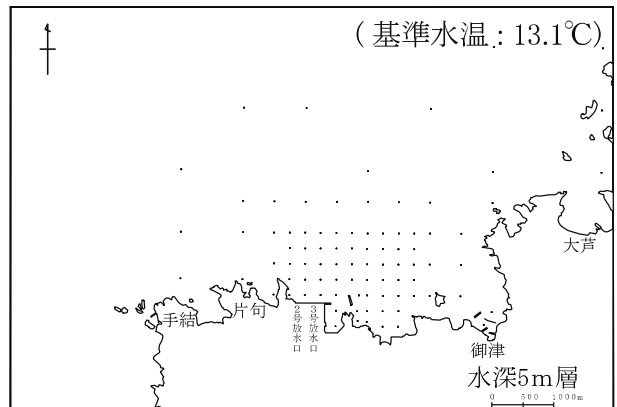 (基準水温：13.1℃)
大芦
片句
手結
2号放水口
3号放水口
御津
水深5m層
0 500 1000m